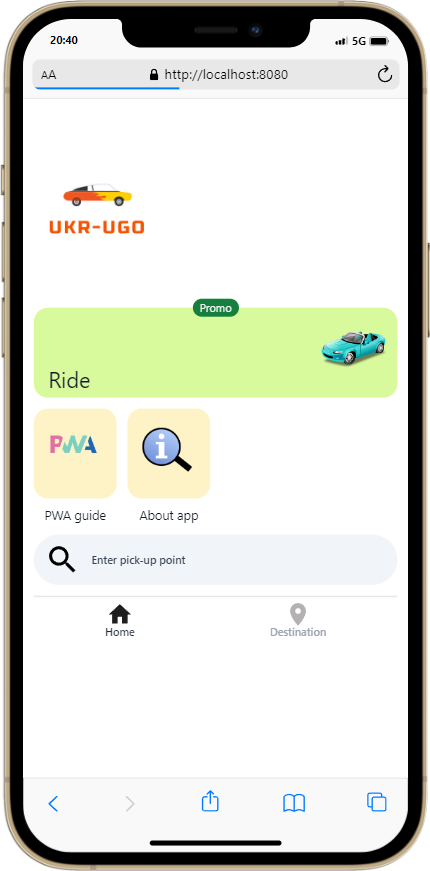 20:40
5G
AA
http://localhost:8080
UKR-UGO
Promo
Ride
PWA
i
PWA guide
About app
Enter pick-up point
Home
Destination